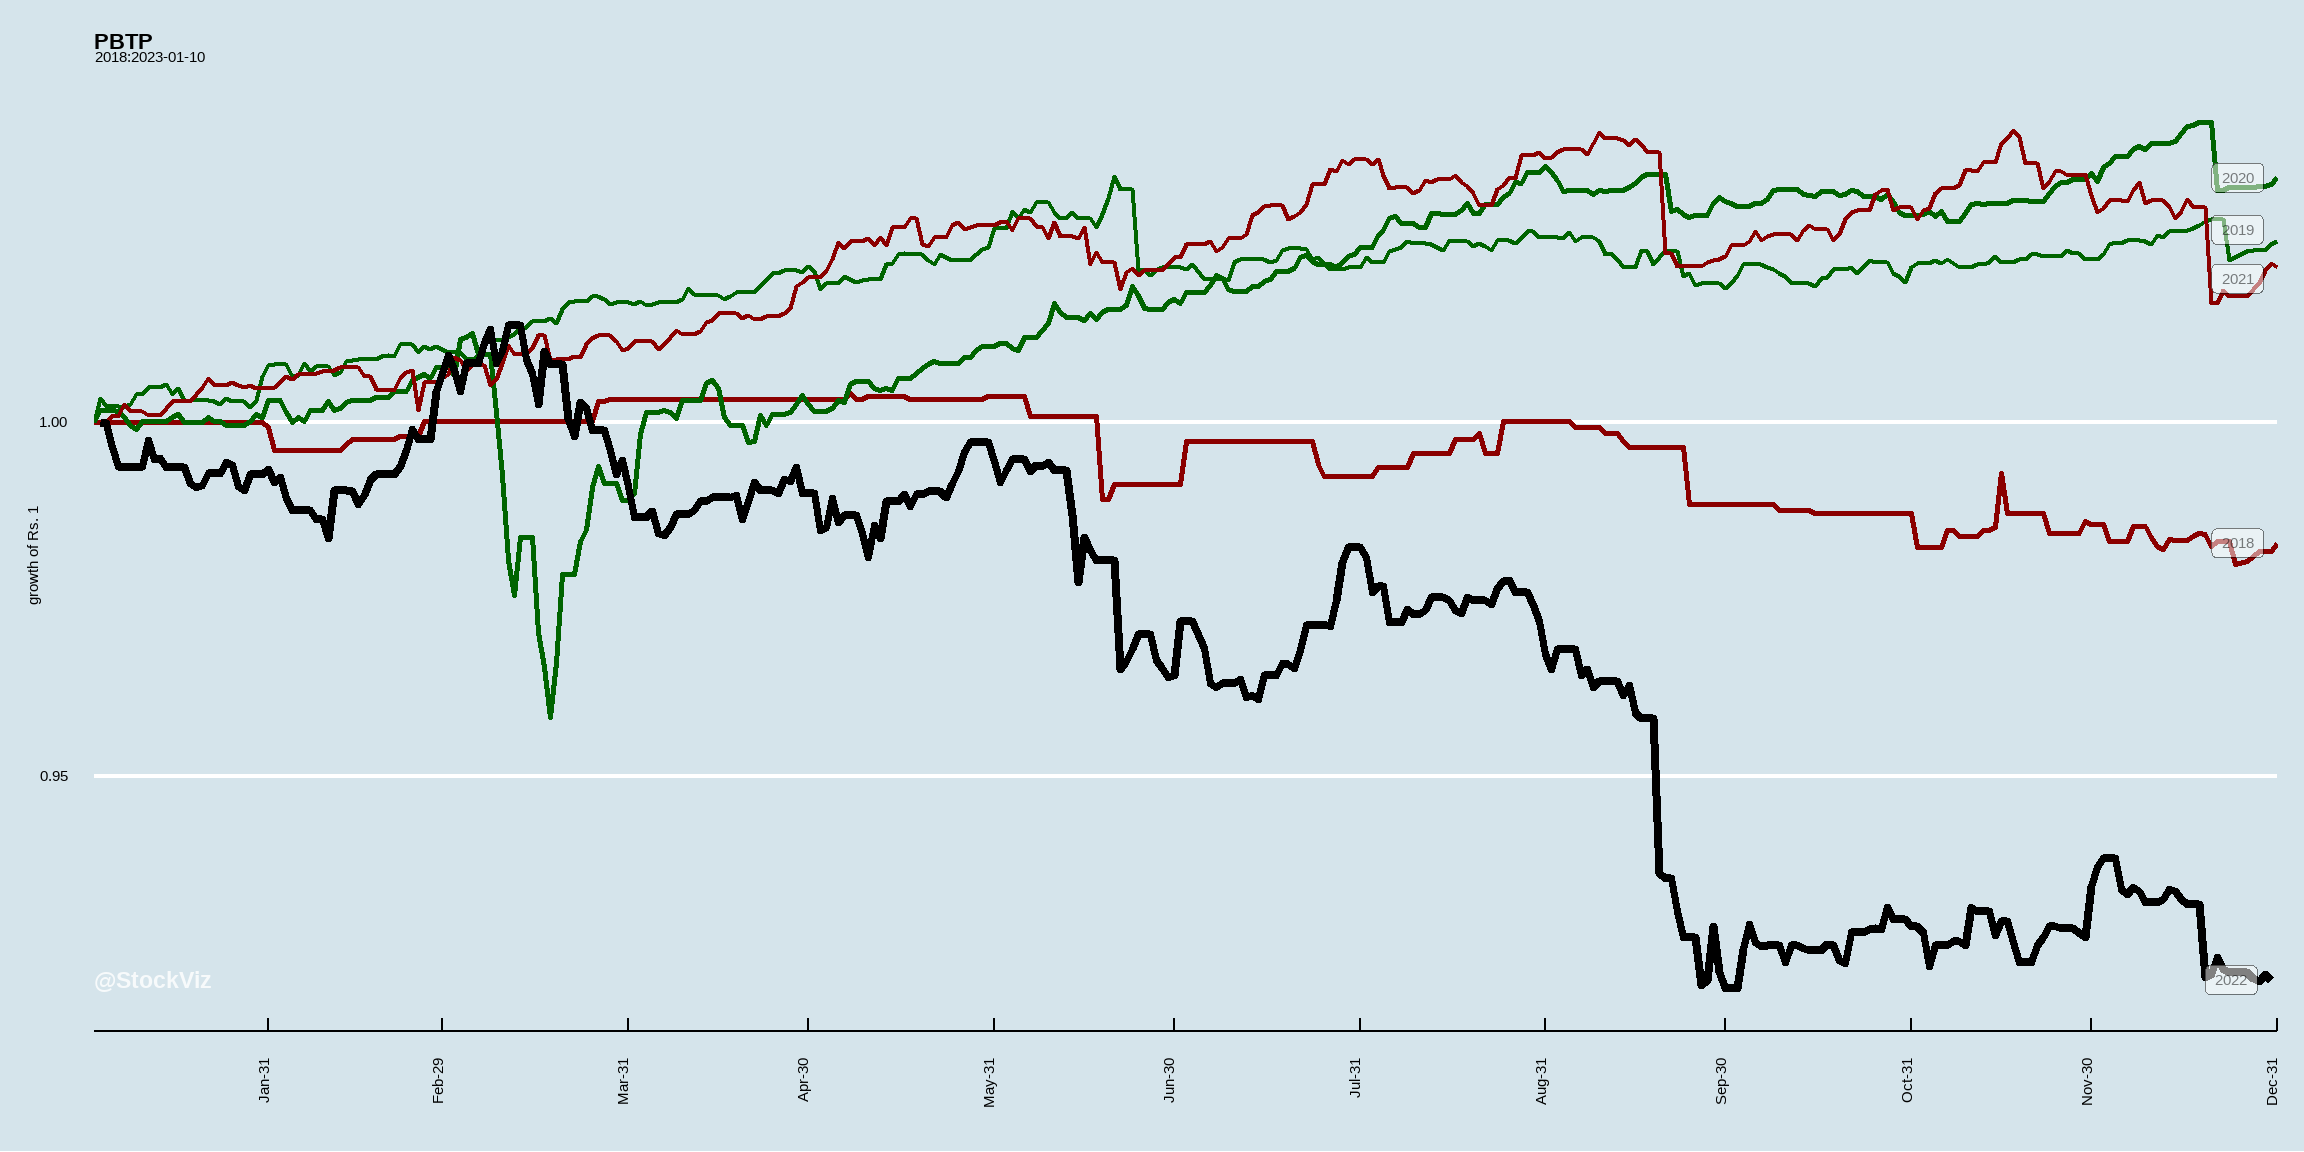 PBTP
2018:2023-01-10
2020
2019
2021
1.00
growth of Rs. 1
2018
0.95
@StockViz
2022
Jan-31
Feb-29
Mar-31
Apr-30
May-31
Jun-30
Jul-31
Aug-31
Sep-30
Oct-31
Nov-30
Dec-31